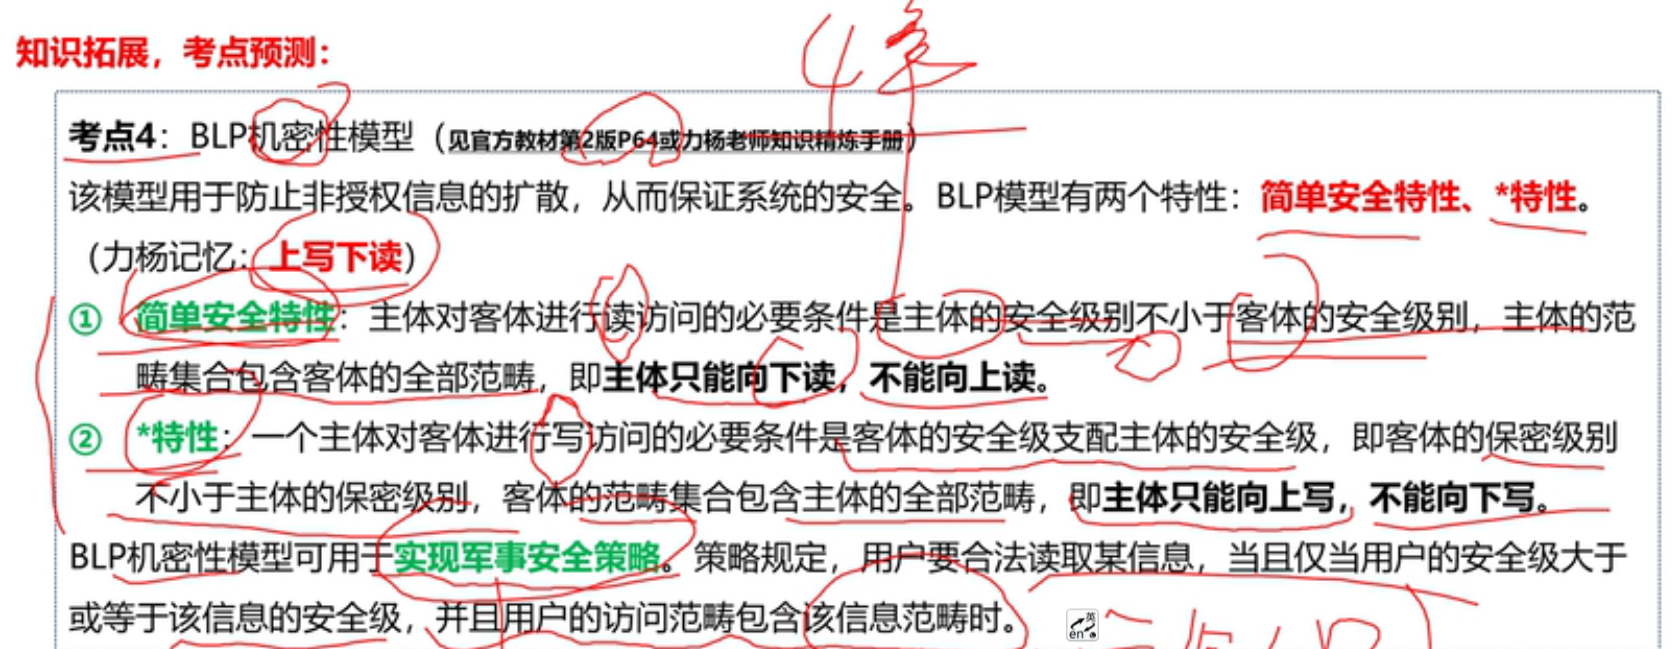 4条
知识拓展，考点预测：
考点4：BLP机密性模型（见官方教材第2版P64或力杨老师知识精炼手册）
该模型用于防止非授权信息的扩散，从而保证系统的安全。BLP模型有两个特性：简单安全特性、*特性。
（力杨记忆：上写下读）
① 简单安全特性：主体对客体进行读访问的必要条件是主体的安全级别不小于客体的安全级别，主体的范
畴集合包含客体的全部范畴，即主体只能向下读，不能向上读。
② *特性：一个主体对客体进行写访问的必要条件是客体的安全级支配主体的安全级，即客体的保密级别
不小于主体的保密级别，客体的范畴集合包含主体的全部范畴，即主体只能向上写，不能向下写。
BLP机密性模型可用于实现军事安全策略。策略规定，用户要合法读取某信息，当且仅当用户的安全级大于
或等于该信息的安全级，并且用户的访问范畴包含该信息范畴时。
英
en